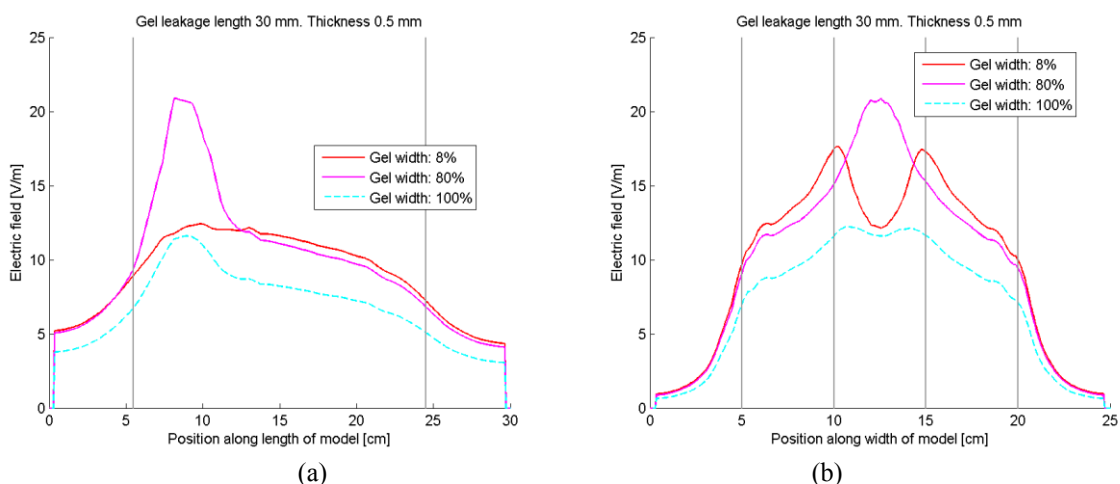 Gel leakage length 30 mm. Thickness 0.5 mm
25
20
15
10
5
0
Electric field [V/m]
Gel width: 8%
Gel width: 80%
Gel width: 100%
0 5 10 15 20 25 30
Position along length of model [cm]
(a)
Gel leakage length 30 mm. Thickness 0.5 mm
25
20
15
10
5
0
Electric field [V/m]
Gel width: 8%
Gel width: 80%
Gel width: 100%
0 5 10 15 20 25
Position along width of model [cm]
(b)